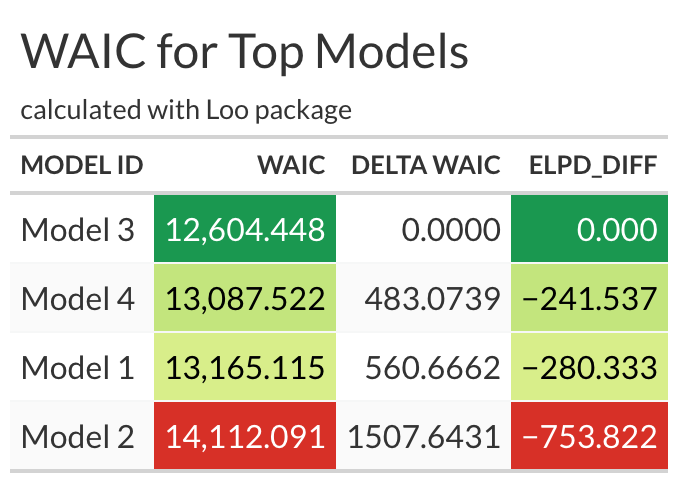 WAIC for Top Models
calculated with Loo package
MODEL ID WAIC DELTA WAIC ELPD_DIFF
Model 3 12,604.448 0.0000 0.000
Model 4 13,087.522 483.0739 −241.537
Model 1 13,165.115 560.6662 −280.333
Model 2 14,112.091 1507.6431 −753.822